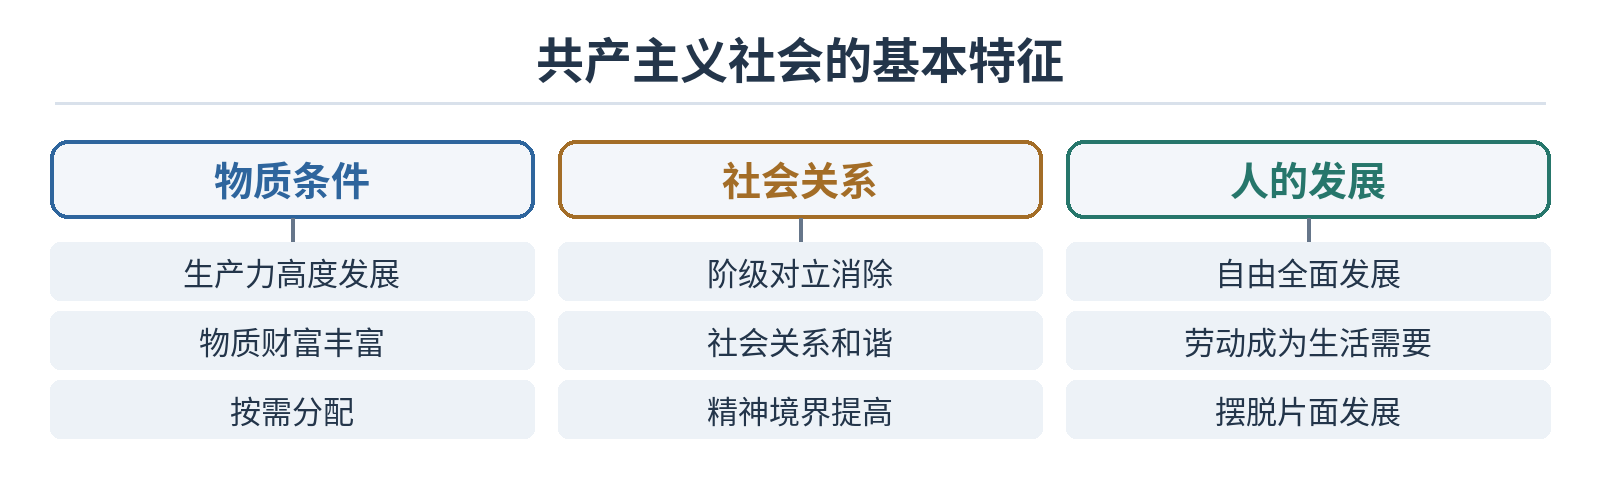 共产主义社会的基本特征
物质条件
生产力高度发展
物质财富丰富
按需分配
社会关系
阶级对立消除
社会关系和谐
精神境界提高
人的发展
自由全面发展
劳动成为生活需要
摆脱片面发展